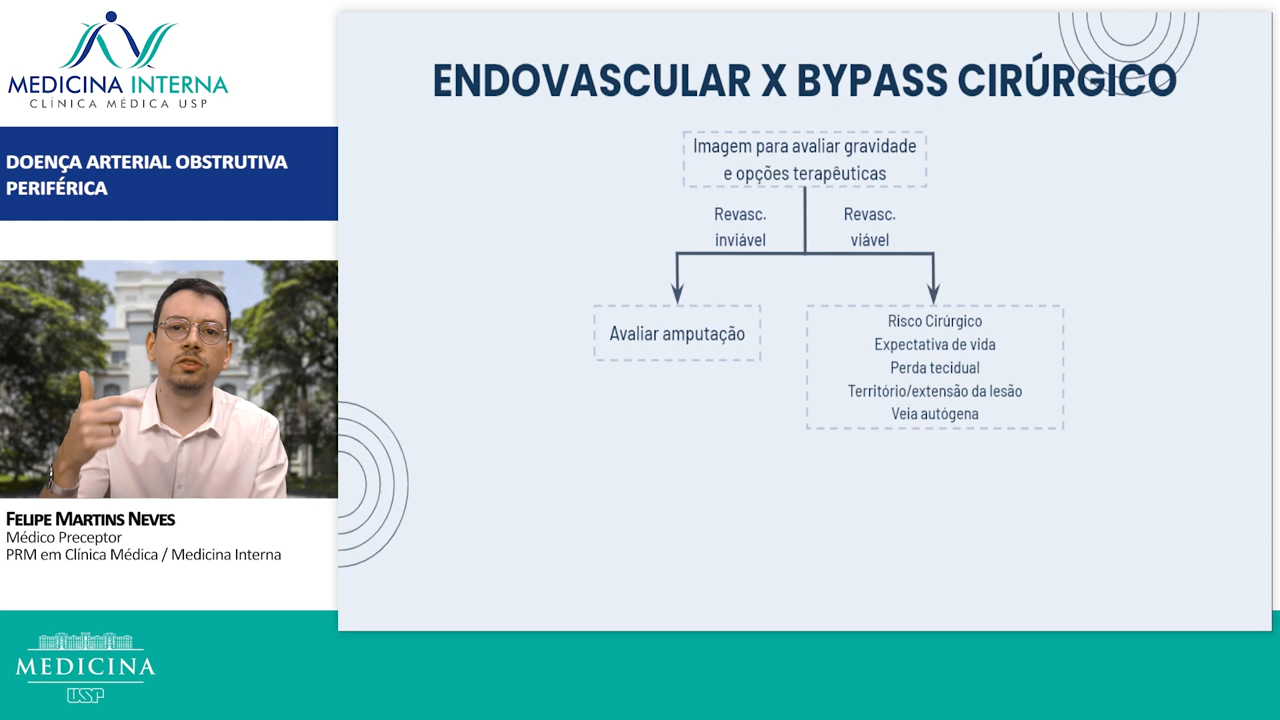 MEDICINA INTERNA
CLÍNICA MÉDICA USP
DOENÇA ARTERIAL OBSTRUTIVA
PERIFÉRICA
FELIPE MARTINS NEVES
Médico Preceptor
PRM em Clínica Médica / Medicina Interna
MEDICINA
USP
ENDOVASCULAR X BYPASS CIRÚRGICO
Imagem para avaliar gravidade
e opções terapêuticas
Revasc.
inviável
Revasc.
viável
Avaliar amputação
Risco Cirúrgico
Expectativa de vida
Perda tecidual
Território/extensão da lesão
Veia autógena